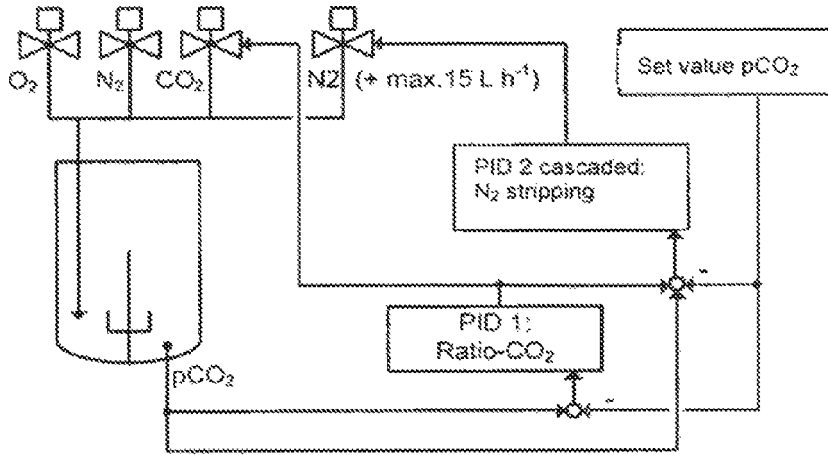 O₂ N₂ CO₂ N2 (+ max.15 L h⁻¹)
Set value pCO₂
PID 2 cascaded:
N₂ stripping
-
PID 1:
Ratio-CO₂
pCO₂
-